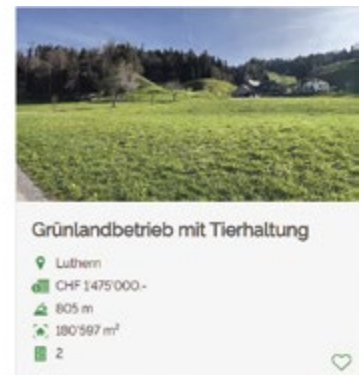 Grünlandbetrieb mit Tierhaltung
Luthern
CHF 1'475'000.-
805 m
180'597 m²
2